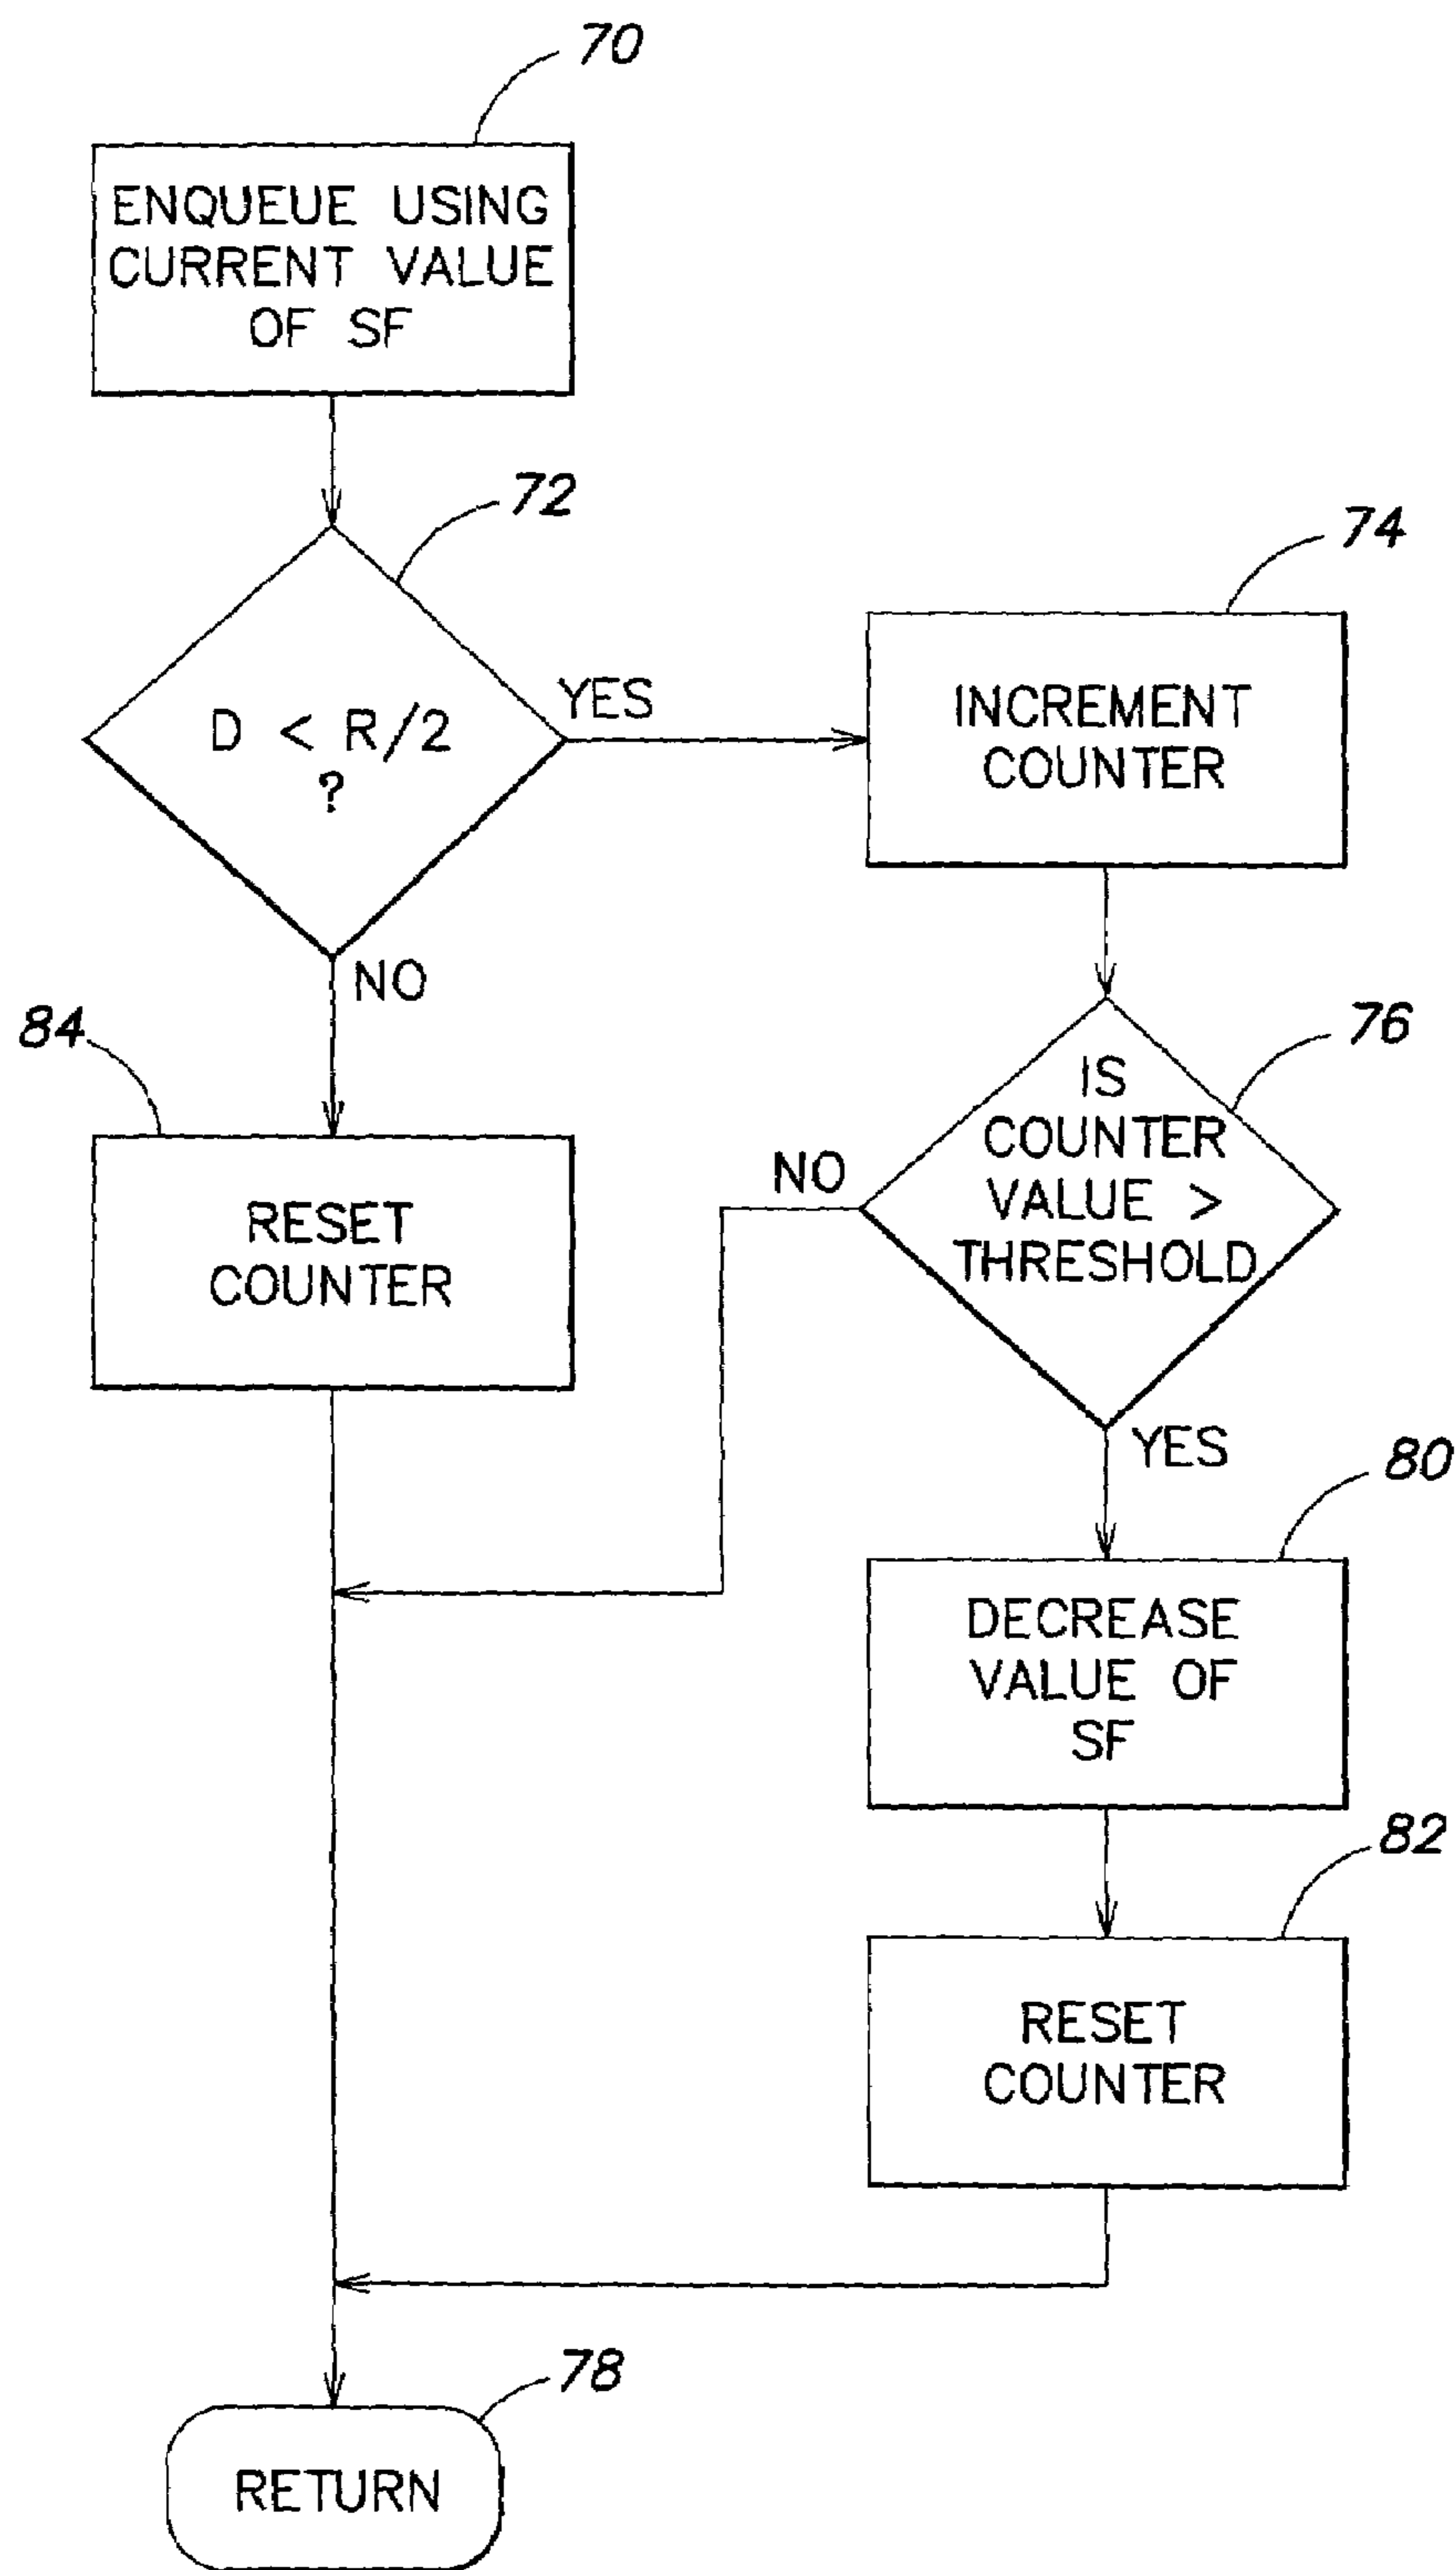 70
ENQUEUE USING
CURRENT VALUE
OF SF
72
D < R/2
?
YES
NO
74
INCREMENT
COUNTER
76
IS
COUNTER
VALUE >
THRESHOLD
NO
YES
84
RESET
COUNTER
80
DECREASE
VALUE OF
SF
82
RESET
COUNTER
78
RETURN